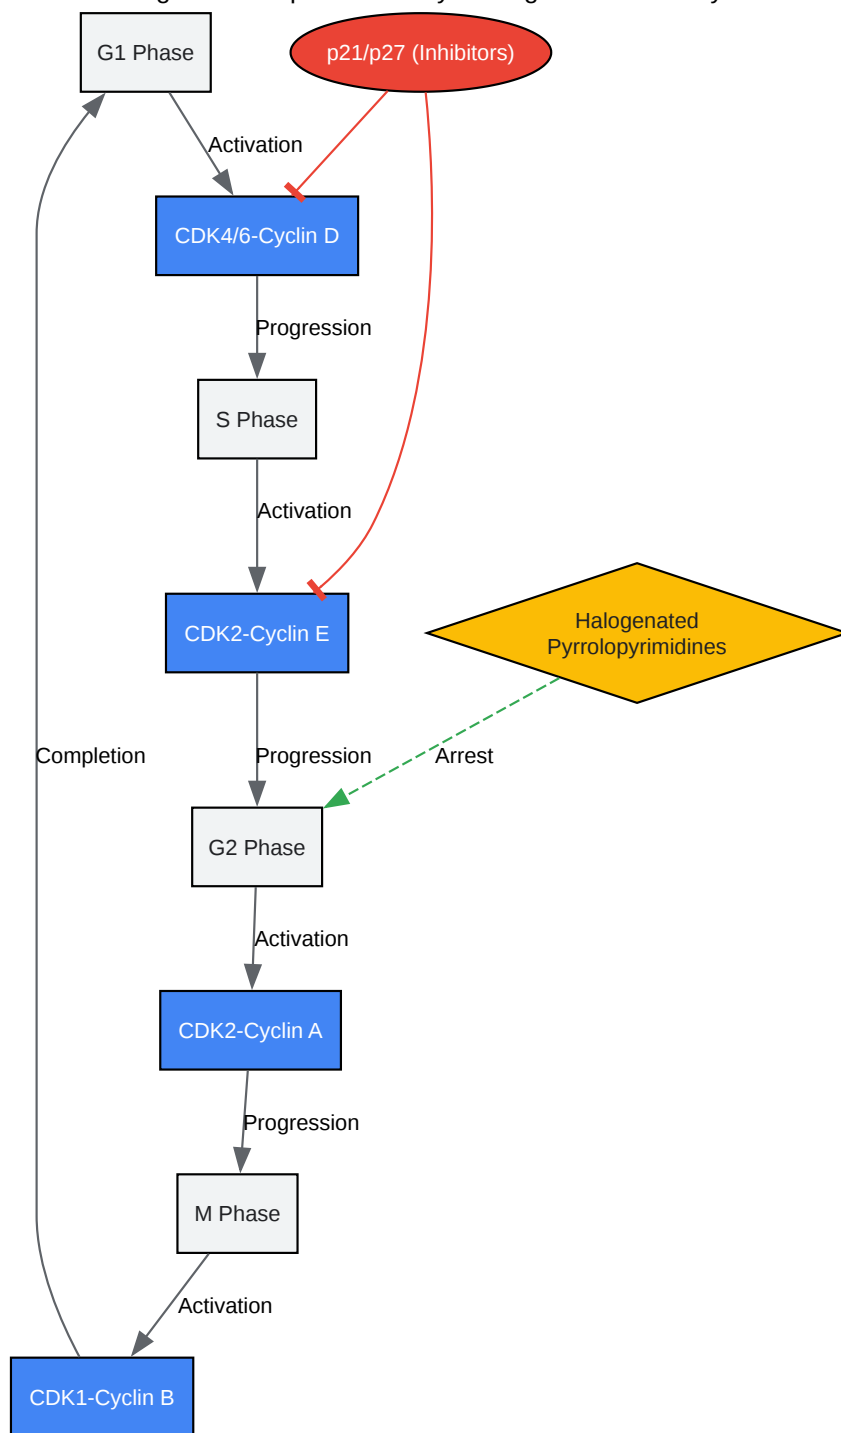 G1 Phase
p21/p27 (Inhibitors)
Activation
CDK4/6-Cyclin D
Progression
S Phase
Activation
CDK2-Cyclin E
Halogenated
Pyrrolopyrimidines
Completion
Progression
Arrest
G2 Phase
Activation
CDK2-Cyclin A
Progression
M Phase
Activation
CDK1-Cyclin B